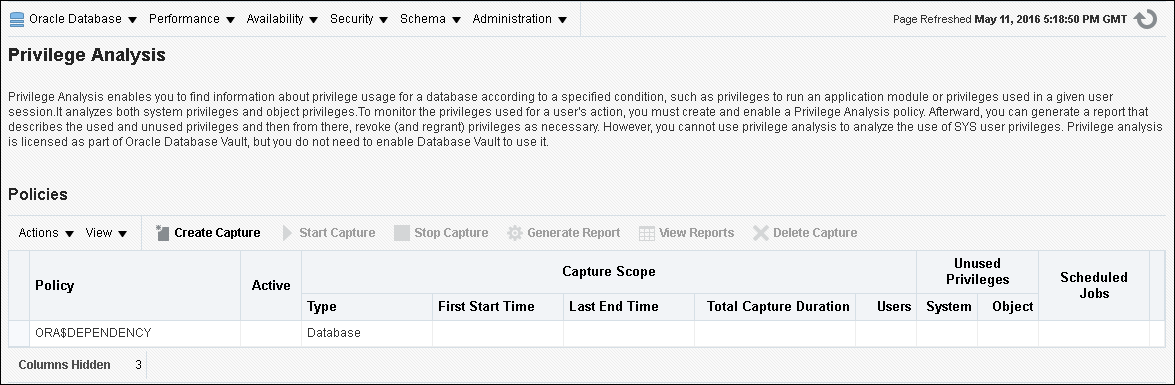 Oracle Database Performance Availability Security Schema Administration Page Refreshed May 11, 2016 5:18:50 PM GMT
Privilege Analysis
Privilege Analysis enables you to find information about privilege usage for a database according to a specified condition, such as privileges to run an application module or privileges used in a given user
session.It analyzes both system privileges and object privileges.To monitor the privileges used for a user's action, you must create and enable a Privilege Analysis policy. Afterward, you can generate a report that
describes the used and unused privileges and then from there, revoke (and regrant) privileges as necessary. However, you cannot use privilege analysis to analyze the use of SYS user privileges. Privilege analysis
is licensed as part of Oracle Database Vault, but you do not need to enable Database Vault to use it.
Policies
Actions View Create Capture Start Capture Stop Capture Generate Report View Reports Delete Capture
Policy Active Capture Scope Unused Privileges Scheduled Jobs
Type First Start Time Last End Time Total Capture Duration Users System Object
ORA$DEPENDENCY Database
Columns Hidden 3